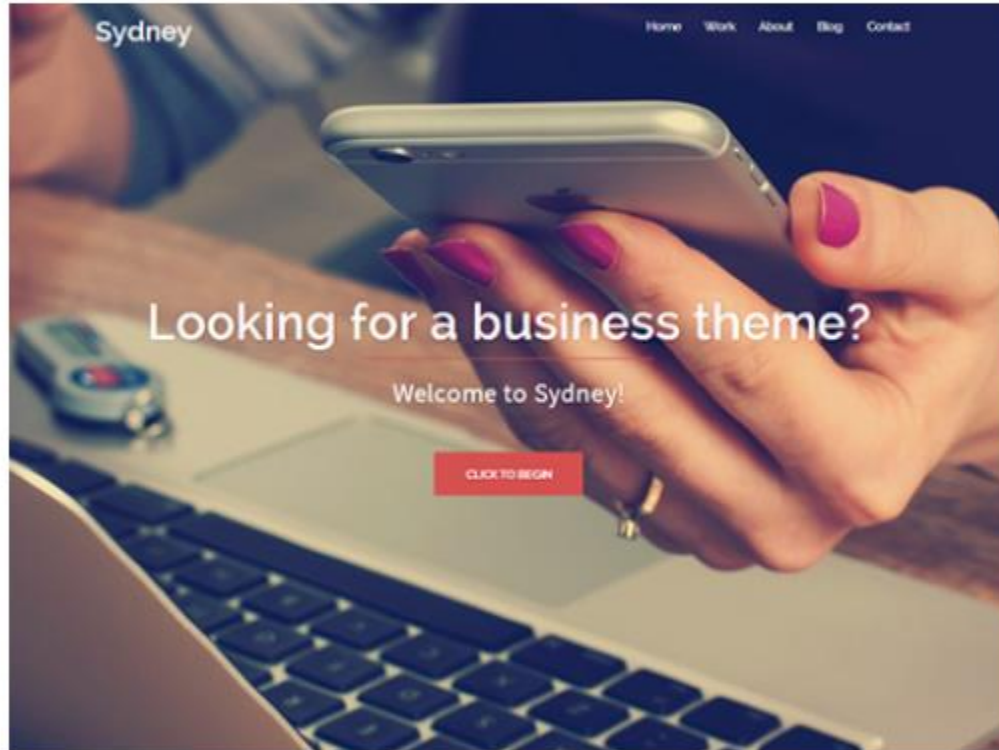 Sydney
Home Work About Blog Contact
Looking for a business theme?
Welcome to Sydney!
CLICK TO BEGIN